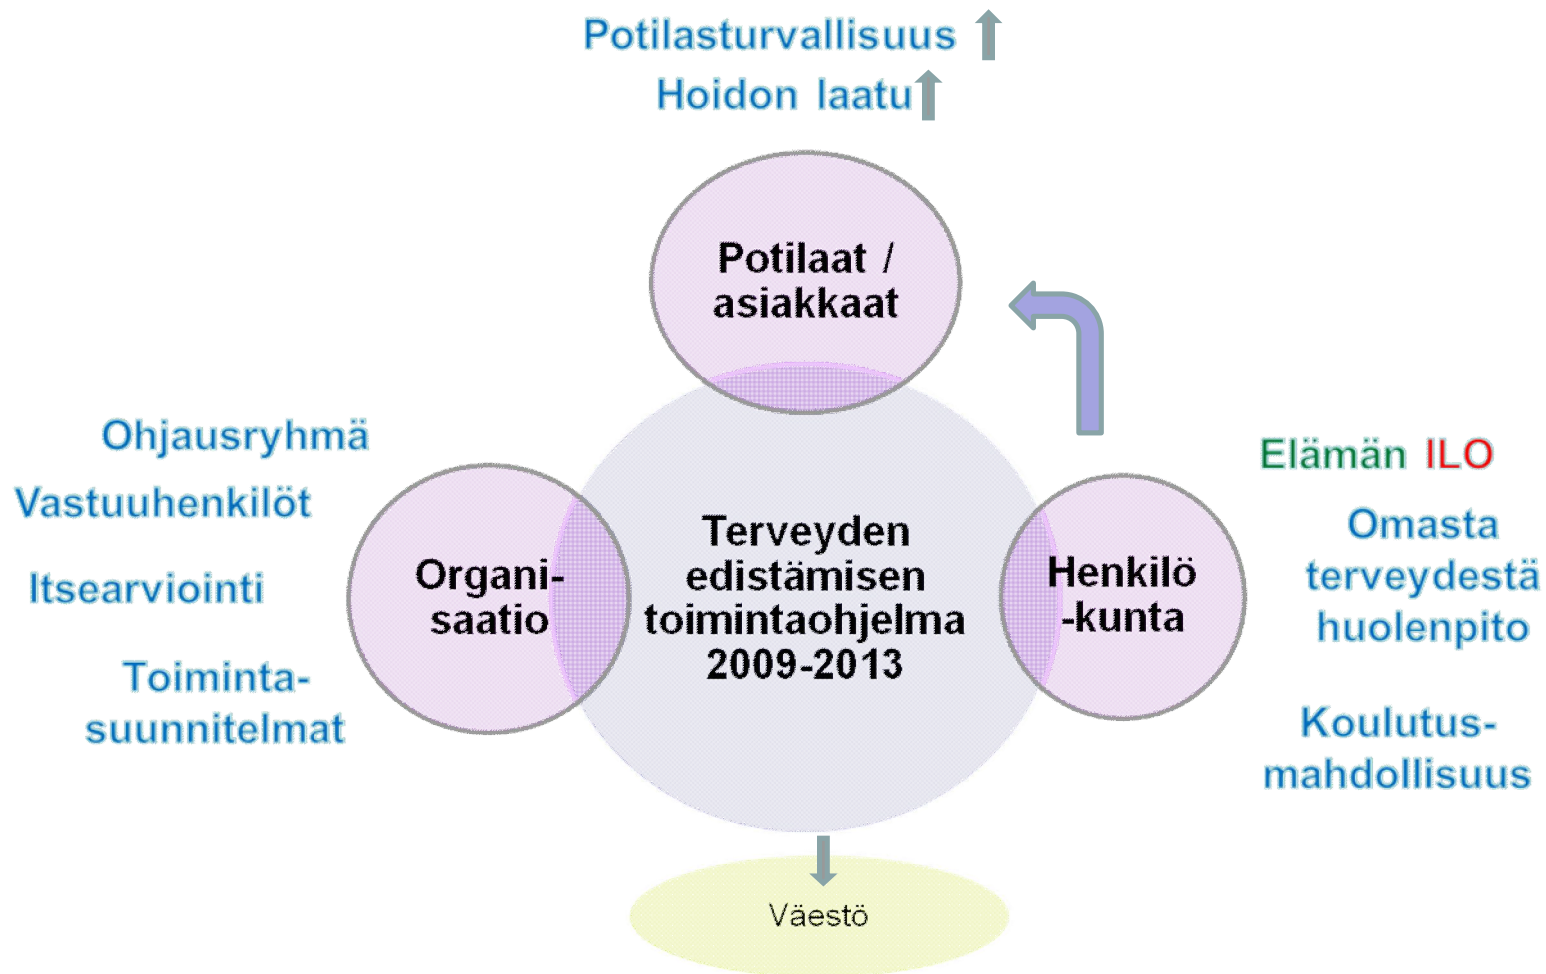 Potilasturvallisuus
Hoidon laatu
Potilaat /
asiakkaat
Ohjausryhmä
Vastuuhenkilöt
Itsearviointi
Toiminta-
suunnitelmat
Organi-
saatio
Terveyden
edistämisen
toimintaohjelma
2009-2013
Henkilö
-kunta
Elämän ILO
Omasta
terveydestä
huolenpito
Koulutus-
mahdollisuus
Väestö